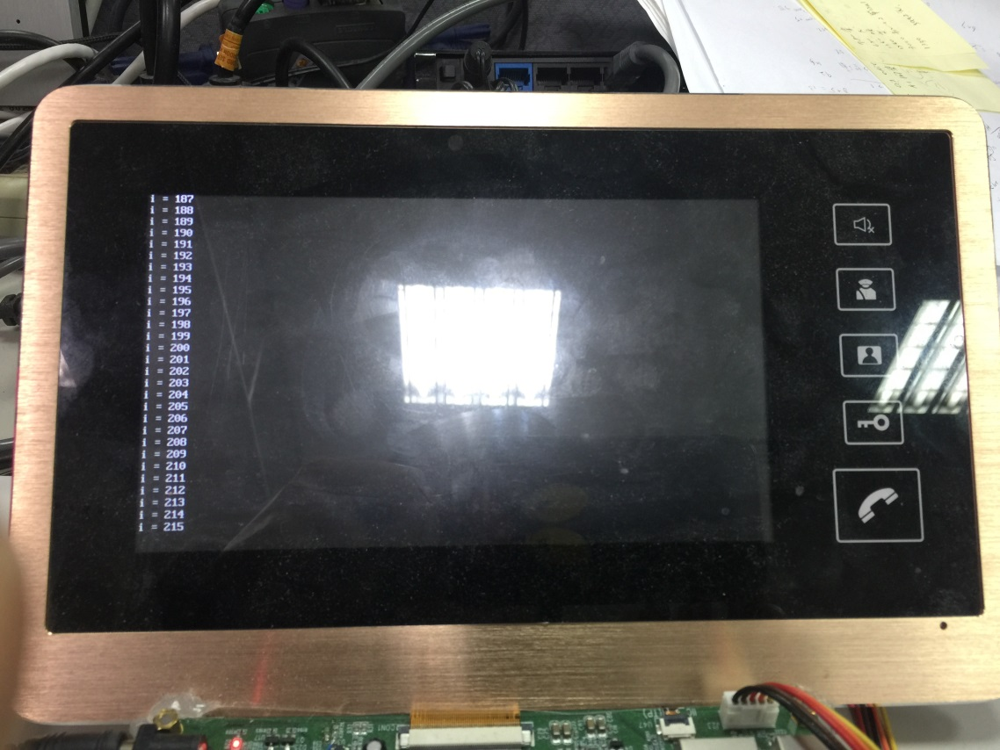 i = 187
i = 188
i = 189
i = 190
i = 191
i = 192
i = 193
i = 194
i = 195
i = 196
i = 197
i = 198
i = 199
i = 200
i = 201
i = 202
i = 203
i = 204
i = 205
i = 206
i = 207
i = 208
i = 209
i = 210
i = 211
i = 212
i = 213
i = 214
i = 215